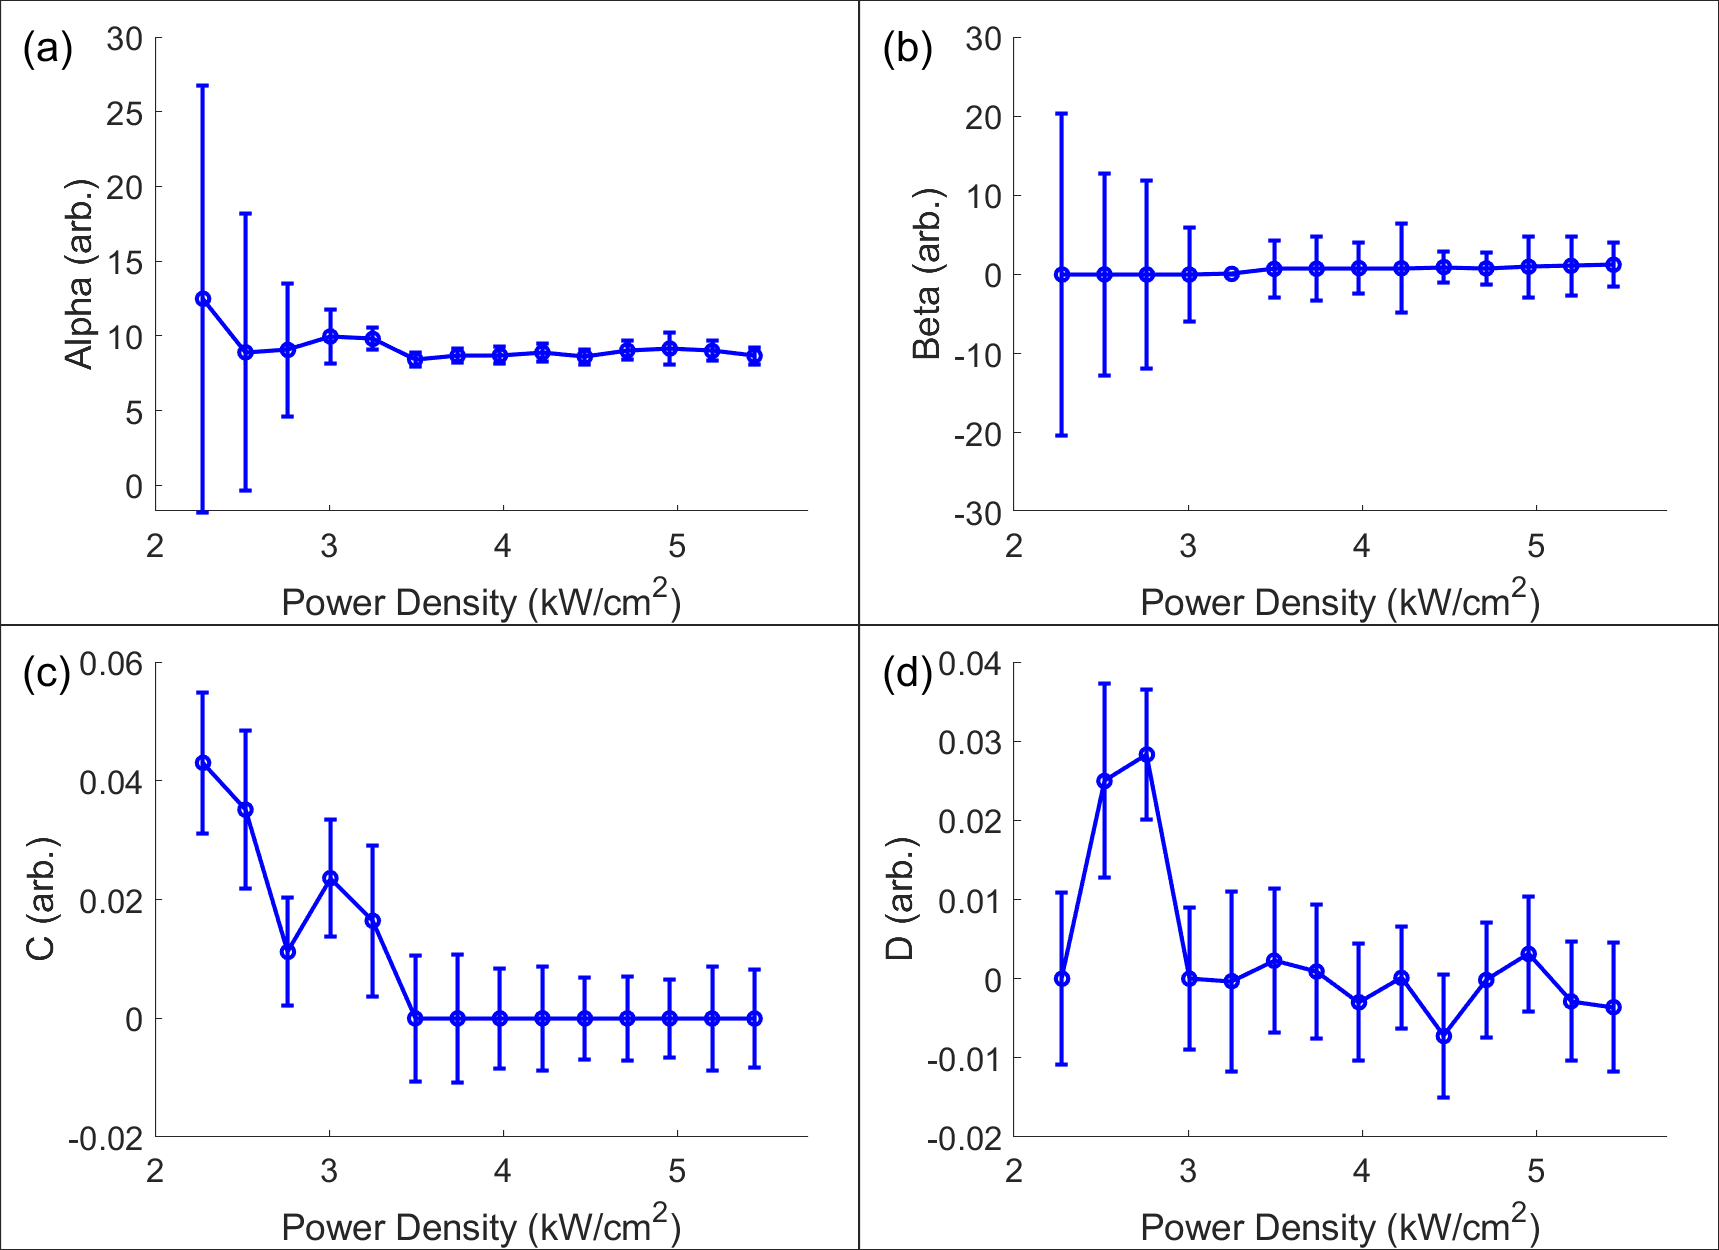 (a)
30
25
20
15
10
5
0
Alpha (arb.)
2 3 4 5
Power Density (kW/cm²)
(b)
30
20
10
0
-10
-20
-30
Beta (arb.)
2 3 4 5
Power Density (kW/cm²)
(c)
0.06
0.04
0.02
0
-0.02
C (arb.)
2 3 4 5
Power Density (kW/cm²)
(d)
0.04
0.03
0.02
0.01
0
-0.01
-0.02
D (arb.)
2 3 4 5
Power Density (kW/cm²)